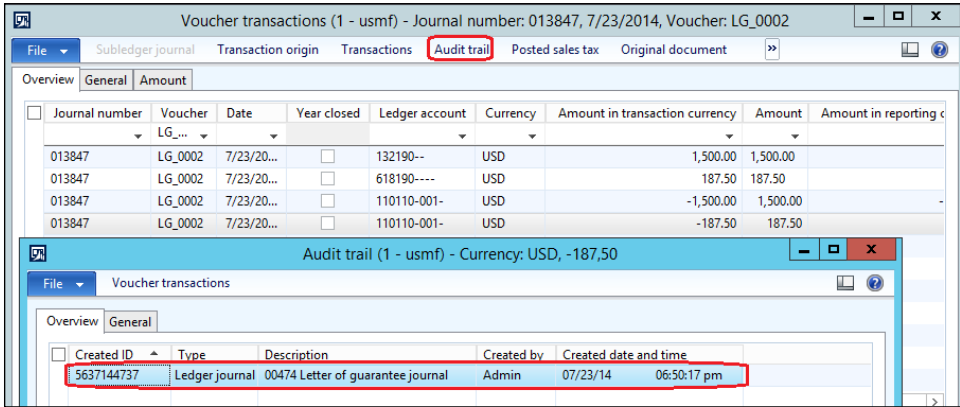 Voucher transactions (1 - usmf) - Journal number: 013847, 7/23/2014, Voucher: LG_0002
File Subledger journal Transaction origin Transactions Audit trail Posted sales tax Original document »
Overview General Amount
Journal number Voucher Date Year closed Ledger account Currency Amount in transaction currency Amount Amount in reporting c
LG_...
013847 LG_0002 7/23/20... 132190-- USD 1,500.00 1,500.00
013847 LG_0002 7/23/20... 618190---- USD 187.50 187.50
013847 LG_0002 7/23/20... 110110-001- USD -1,500.00 1,500.00 -
013847 LG_0002 7/23/20... 110110-001- USD -187.50 187.50
Audit trail (1 - usmf) - Currency: USD, -187,50
File Voucher transactions
Overview General
Created ID Type Description Created by Created date and time
5637144737 Ledger journal 00474 Letter of guarantee journal Admin 07/23/14 06:50:17 pm